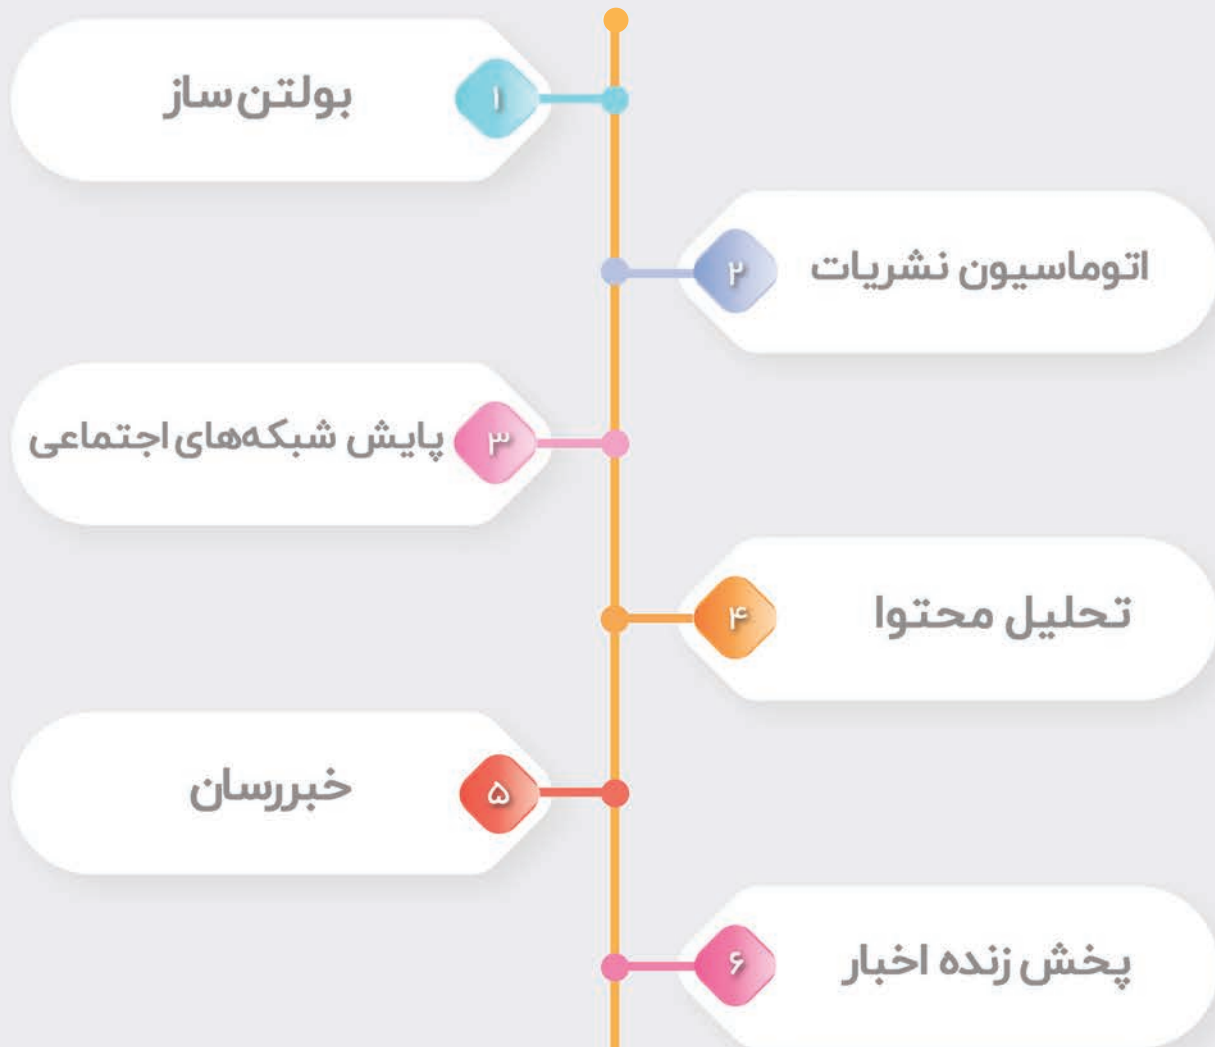 ۱
بولتن‌ساز
۲
اتوماسیون نشریات
۳
پایش شبکه‌های اجتماعی
۴
تحلیل محتوا
۵
خبررسان
۶
پخش زنده اخبار